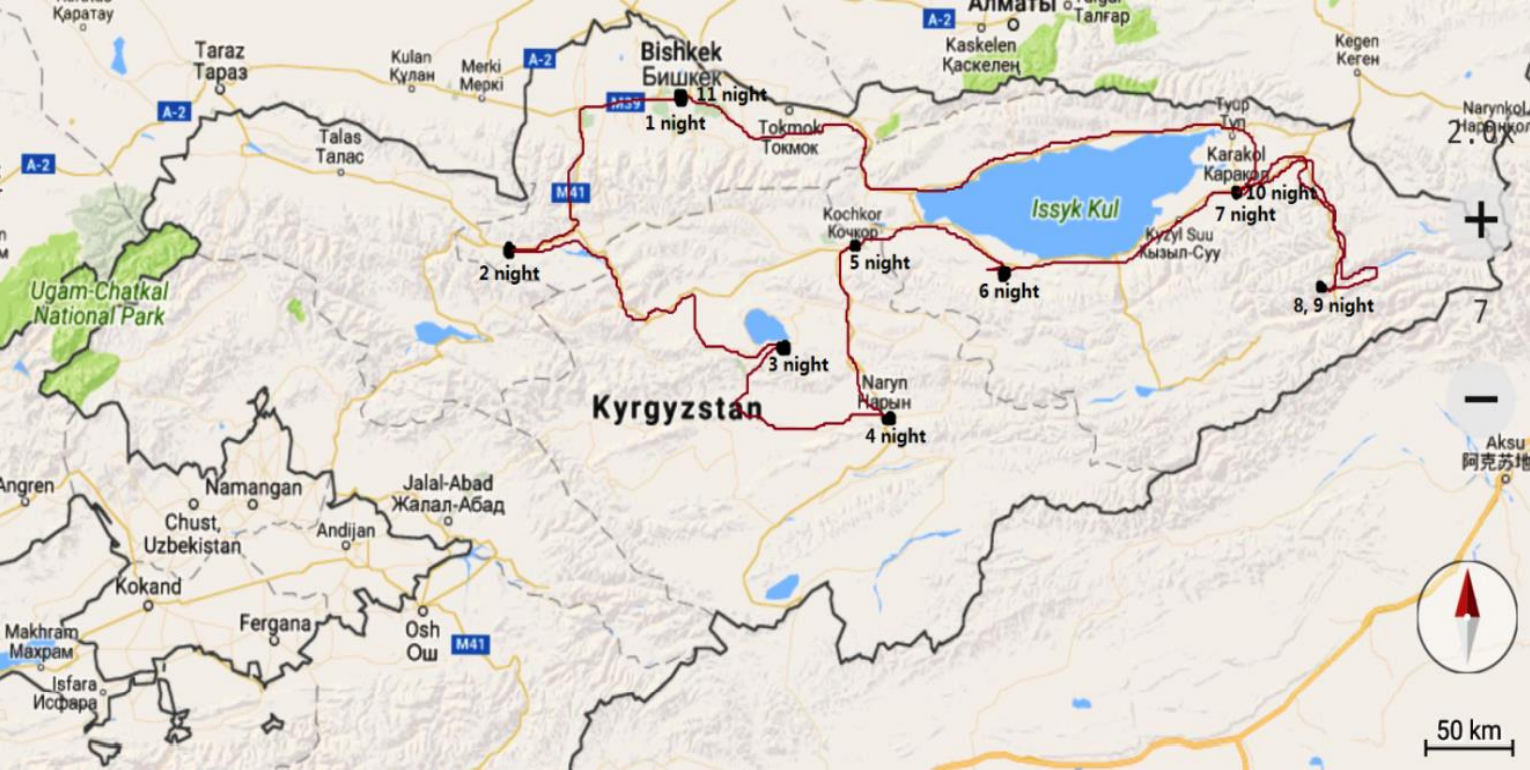 Қаратау
Taraz
Тараз
A-2
A-2
Kulan
Құлан
Merki
Меркі
A-2
Bishkek
Бишкек
M39
11 night
1 night
A-2
Алматы
Талғар
Kaskelen
Қаскелең
Kegen
Кеген
Narynkol
2.0x
Talas
Талас
Tokmok
Токмок
Туур
Туп
Karakol
Каракол
10 night
7 night
M41
2 night
Kochkor
Кочкор
5 night
Issyk Kul
Kyzyl Suu
Кызыл-Суу
6 night
8, 9 night
+
7
−
Ugam-Chatkal
National Park
3 night
Kyrgyzstan
Naryn
Нарын
4 night
Aksu
阿克苏地
Angren
Namangan
Chust,
Uzbekistan
Andijan
Jalal-Abad
Жалал-Абад
Kokand
Fergana
Osh
Ош
M41
Makhram
Махрам
Isfara
Исфара
50 km